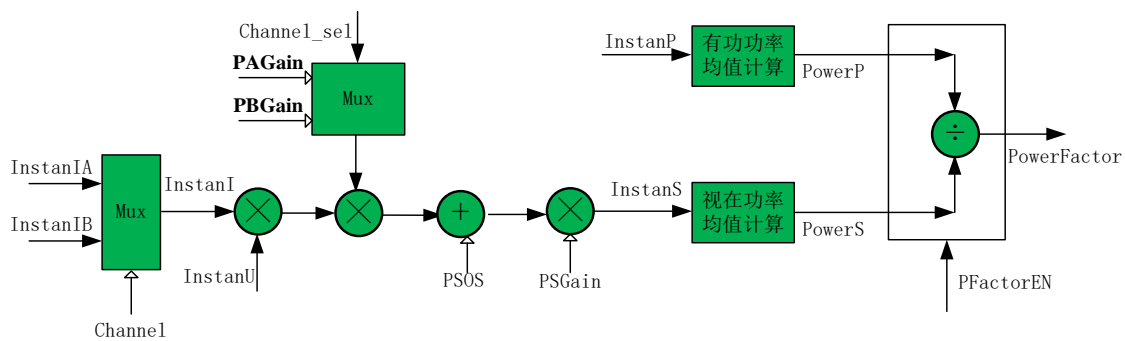 Channel_sel
PAGain
PBGain
Mux
InstanIA
InstanIB
Mux
Channel
InstanI
InstanU
×
×
+
PSOS
×
PSGain
InstanP
有功功率
均值计算
PowerP
InstanS
视在功率
均值计算
PowerS
÷
PowerFactor
PFactorEN